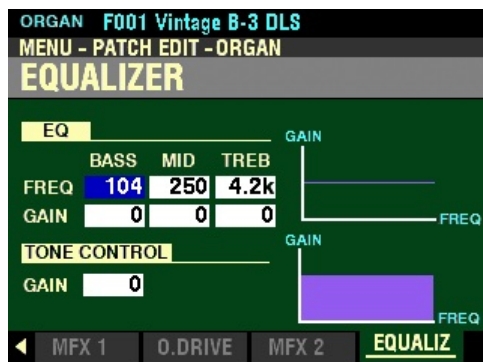 ORGAN F001 Vintage B-3 DLS
MENU - PATCH EDIT - ORGAN
EQUALIZER
EQ
GAIN
BASS MID TREB
FREQ 104 250 4.2k
GAIN 0 0 0
FREQ
TONE CONTROL
GAIN
GAIN 0
FREQ
MFX 1 O.DRIVE MFX 2 EQUALIZ